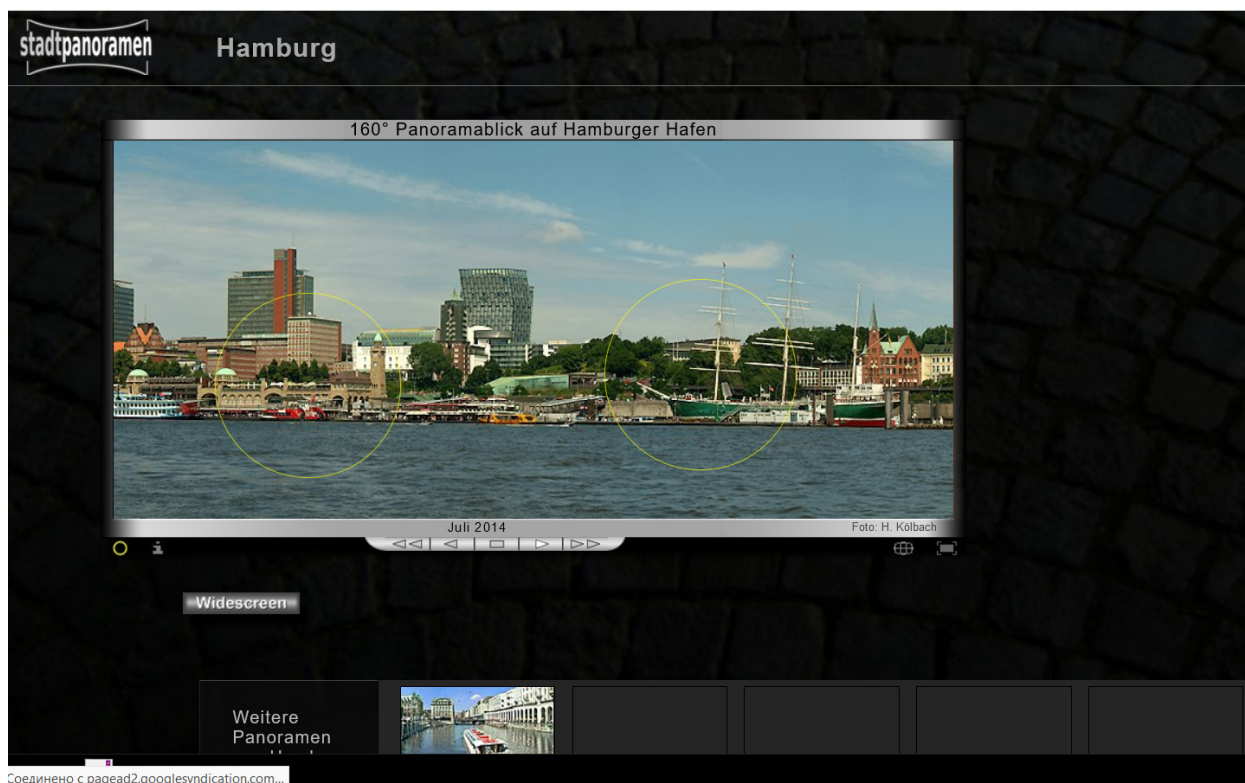 stadtpanoramen
Hamburg
160° Panoramablick auf Hamburger Hafen
Juli 2014
Foto: H. Kölbach
Widescreen
Weitere
Panoramen
Соединено с pagead2.googlesyndication.com...